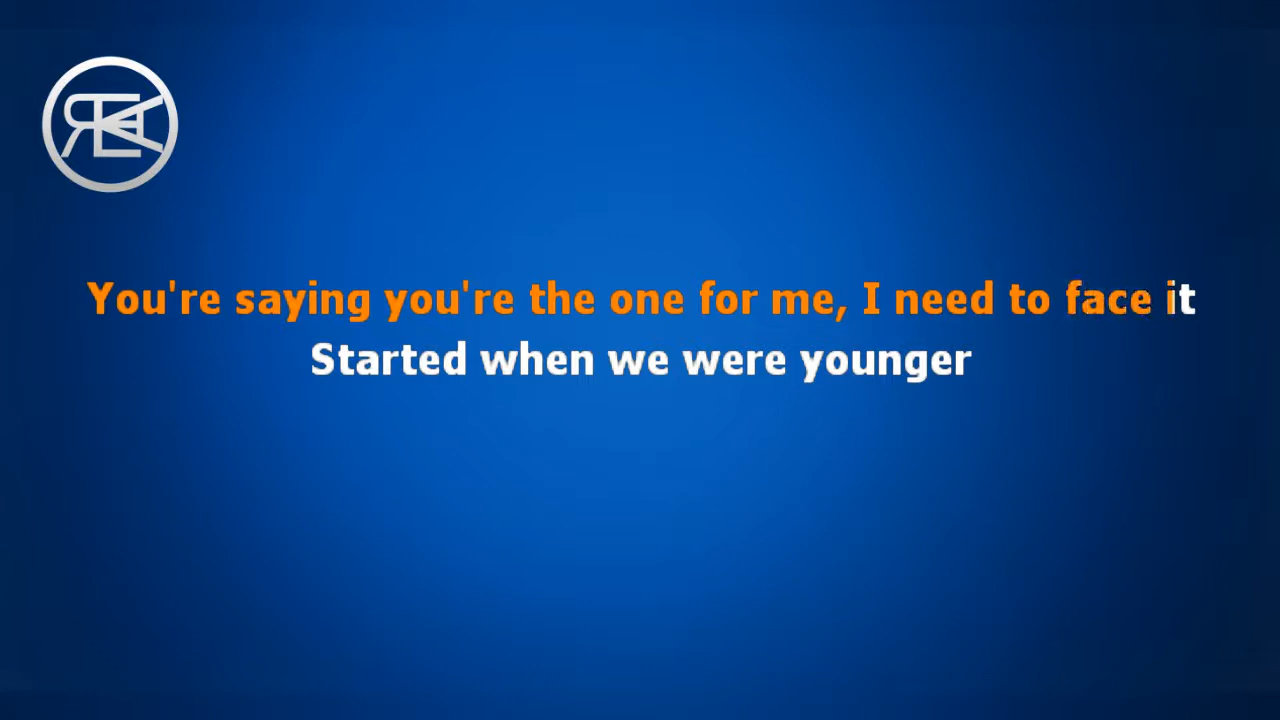 You're saying you're the one for me, I need to face it
Started when we were younger